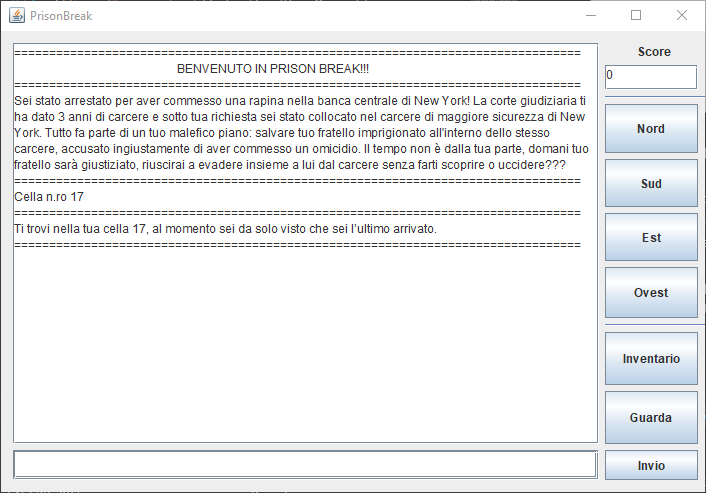 PrisonBreak
=================================================================================
BENVENUTO IN PRISON BREAK!!!
=================================================================================
Sei stato arrestato per aver commesso una rapina nella banca centrale di New York! La corte giudiziaria ti
ha dato 3 anni di carcere e sotto tua richiesta sei stato collocato nel carcere di maggiore sicurezza di New
York. Tutto fa parte di un tuo malefico piano: salvare tuo fratello imprigionato all'interno dello stesso
carcere, accusato ingiustamente di aver commesso un omicidio. Il tempo non è dalla tua parte, domani tuo
fratello sarà giustiziato, riuscirai a evadere insieme a lui dal carcere senza farti scoprire o uccidere???
=================================================================================
Cella n.ro 17
=================================================================================
Ti trovi nella tua cella 17, al momento sei da solo visto che sei l'ultimo arrivato.
=================================================================================
Score
0
Nord
Sud
Est
Ovest
Inventario
Guarda
Invio